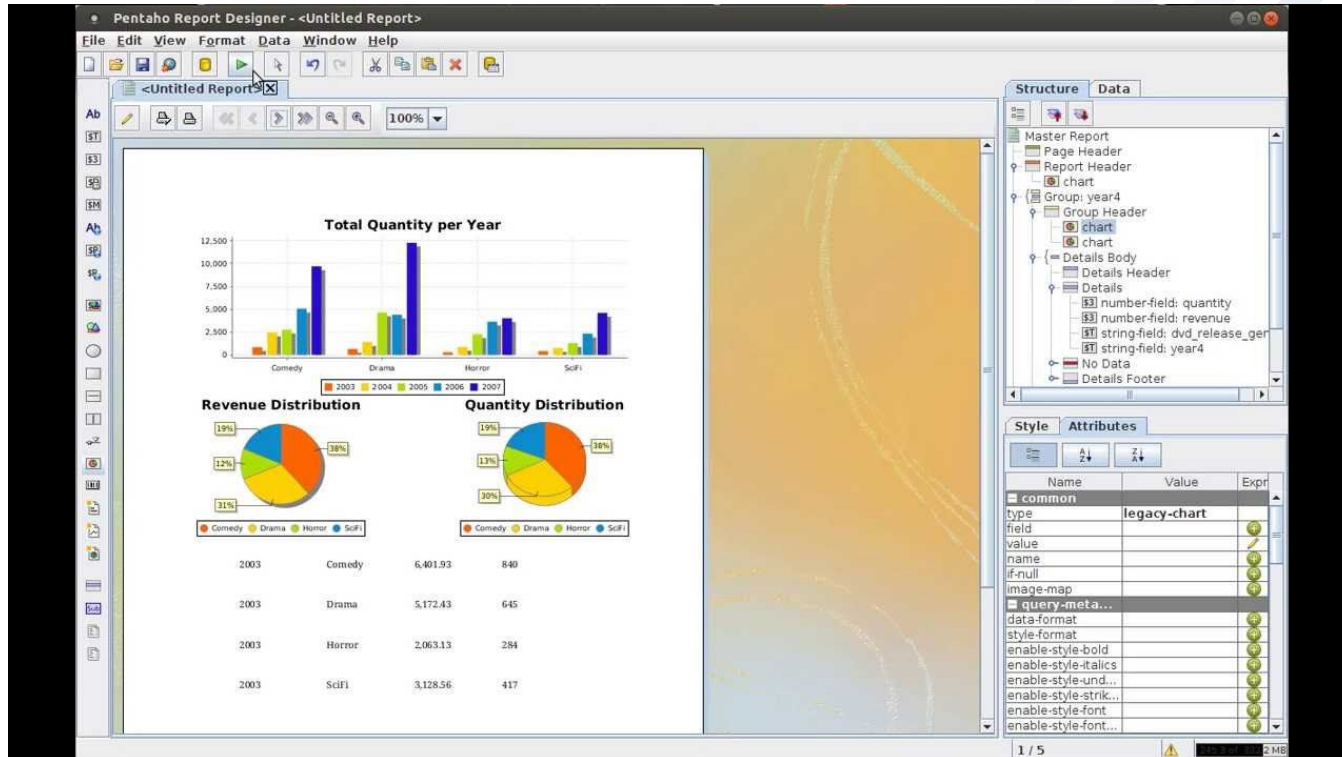 Pentaho Report Designer - <Untitled Report>
File Edit View Format Data Window Help
<Untitled Report>
100%
Ab
Total Quantity per Year
12,500
10,000
7,500
5,000
2,500
0
Comedy Drama Horror SciFi
2003 2004 2005 2006 2007
Revenue Distribution Quantity Distribution
19%
38%
12%
31%
19%
38%
13%
30%
Comedy Drama Horror SciFi
Comedy Drama Horror SciFi
2003 Comedy 6,401.93 840
2003 Drama 5,172.43 645
2003 Horror 2,063.13 284
2003 SciFi 3,128.56 417
Structure Data
Master Report
Page Header
Report Header
chart
Group: year4
Group Header
chart
chart
Details Body
Details Header
Details
number-field: quantity
number-field: revenue
string-field: dvd_release_ger
string-field: year4
No Data
Details Footer
Style Attributes
Name Value Expr
common
type legacy-chart
field
value
name
if-null
image-map
query-meta...
data-format
style-format
enable-style-bold
enable-style-italics
enable-style-und...
enable-style-strik...
enable-style-font
enable-style-font...
1 / 5